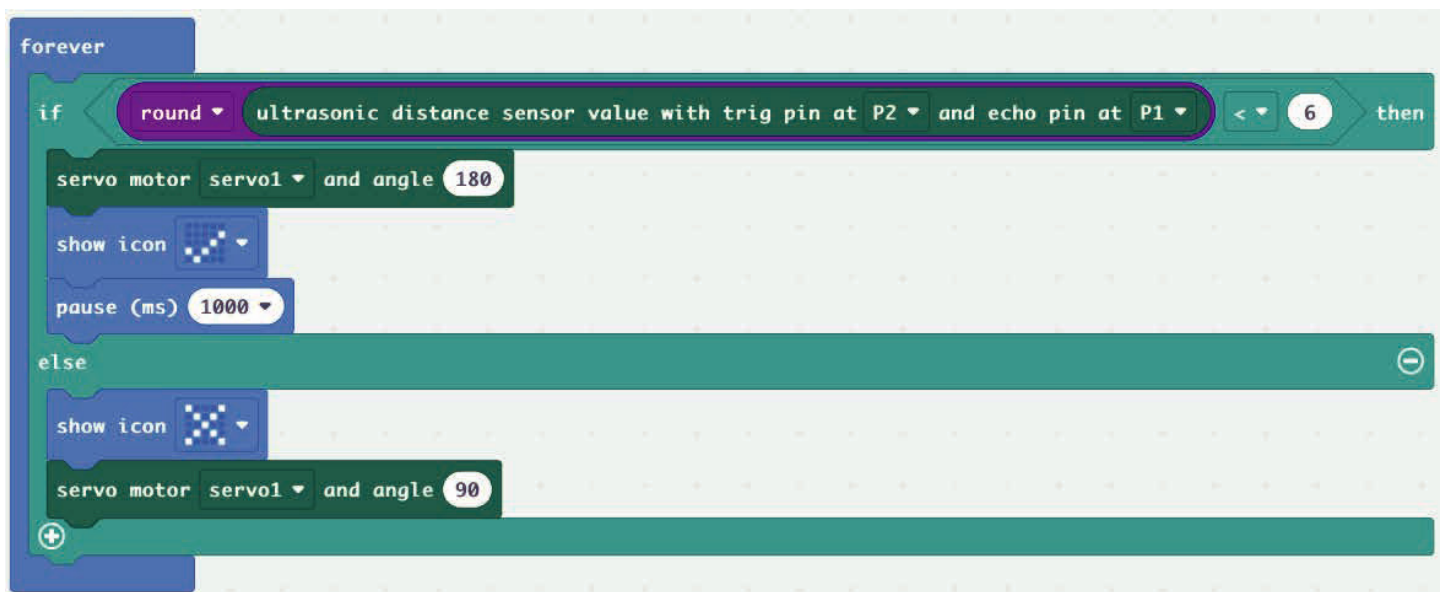 forever
if round ultrasonic distance sensor value with trig pin at P2 and echo pin at P1 < 6 then
servo motor servo1 and angle 180
show icon
pause (ms) 1000
else
show icon
servo motor servo1 and angle 90